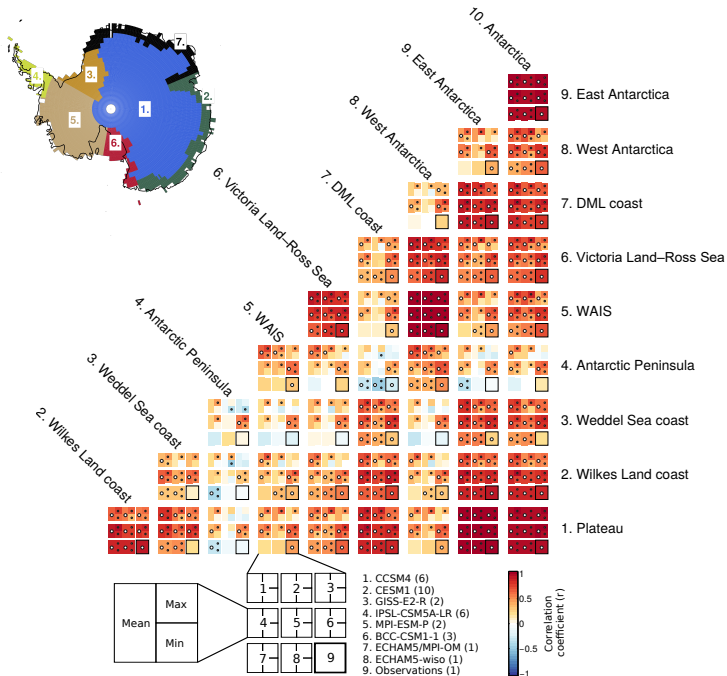 7.
4.
3.
2.
1.
5.
6.
10. Antarctica
9. East Antarctica
8. West Antarctica
7. DML coast
6. Victoria Land–Ross Sea
5. WAIS
4. Antarctic Peninsula
3. Weddel Sea coast
2. Wilkes Land coast
9. East Antarctica
8. West Antarctica
7. DML coast
6. Victoria Land–Ross Sea
5. WAIS
4. Antarctic Peninsula
3. Weddel Sea coast
2. Wilkes Land coast
1. Plateau
Mean
Max
Min
1 2 3
4 5 6
7 8 9
1. CCSM4 (6)
2. CESM1 (10)
3. GISS-E2-R (2)
4. IPSL-CSM5A-LR (6)
5. MPI-ESM-P (2)
6. BCC-CSM1-1 (3)
7. ECHAM5/MPI-OM (1)
8. ECHAM5-wiso (1)
9. Observations (1)
1
0.5
0
−0.5
−1
Correlation
coefficient (r)